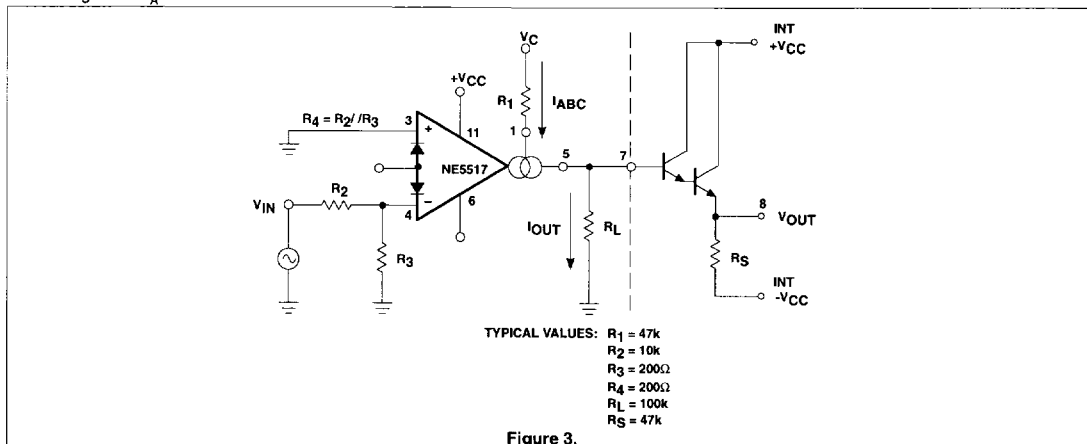 A
INT
+VCC
VC
+VCC
R1
IABC
R4 = R2//R3
3
+
11
1
5
7
NE5517
VIN
R2
4
–
6
IOUT
RL
8
VOUT
R3
RS
INT
-VCC
TYPICAL VALUES: R1 = 47k
R2 = 10k
R3 = 200Ω
R4 = 200Ω
RL = 100k
RS = 47k
Figure 3.